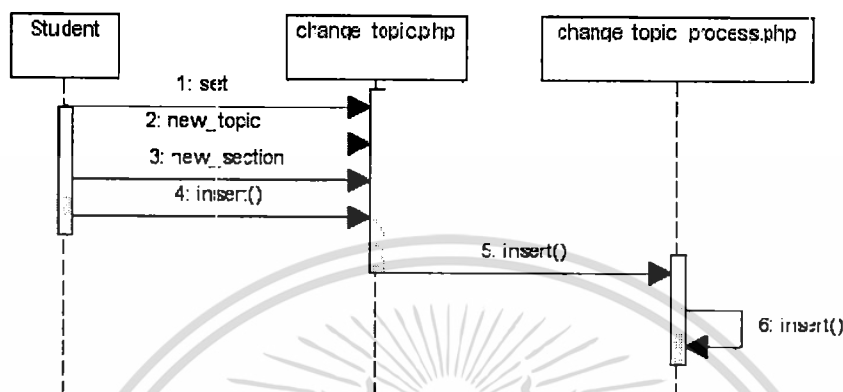 Student
change topic.php
change topic process.php
1: set
2: new_topic
3: new_section
4: insert()
5: insert()
6: insert()